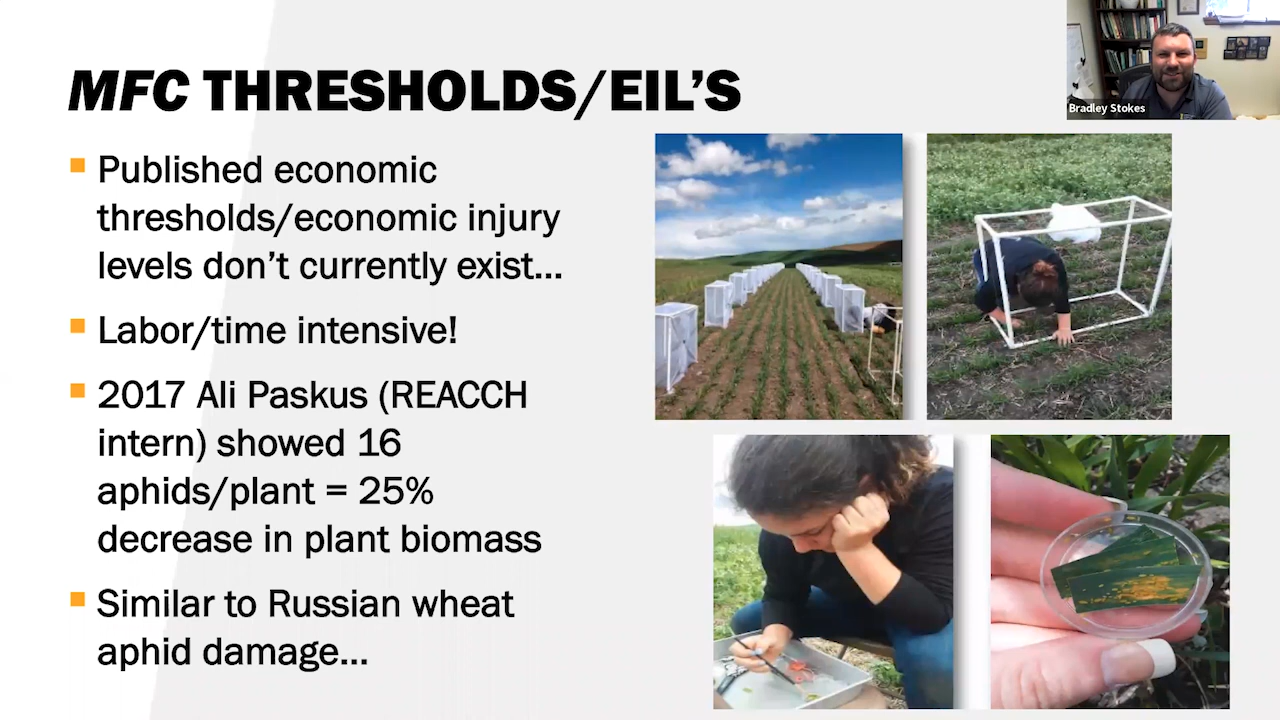 MFC THRESHOLDS/EIL'S
Bradley Stokes
Published economic
thresholds/economic injury
levels don't currently exist...
Labor/time intensive!
2017 Ali Paskus (REACCH
intern) showed 16
aphids/plant = 25%
decrease in plant biomass
Similar to Russian wheat
aphid damage...